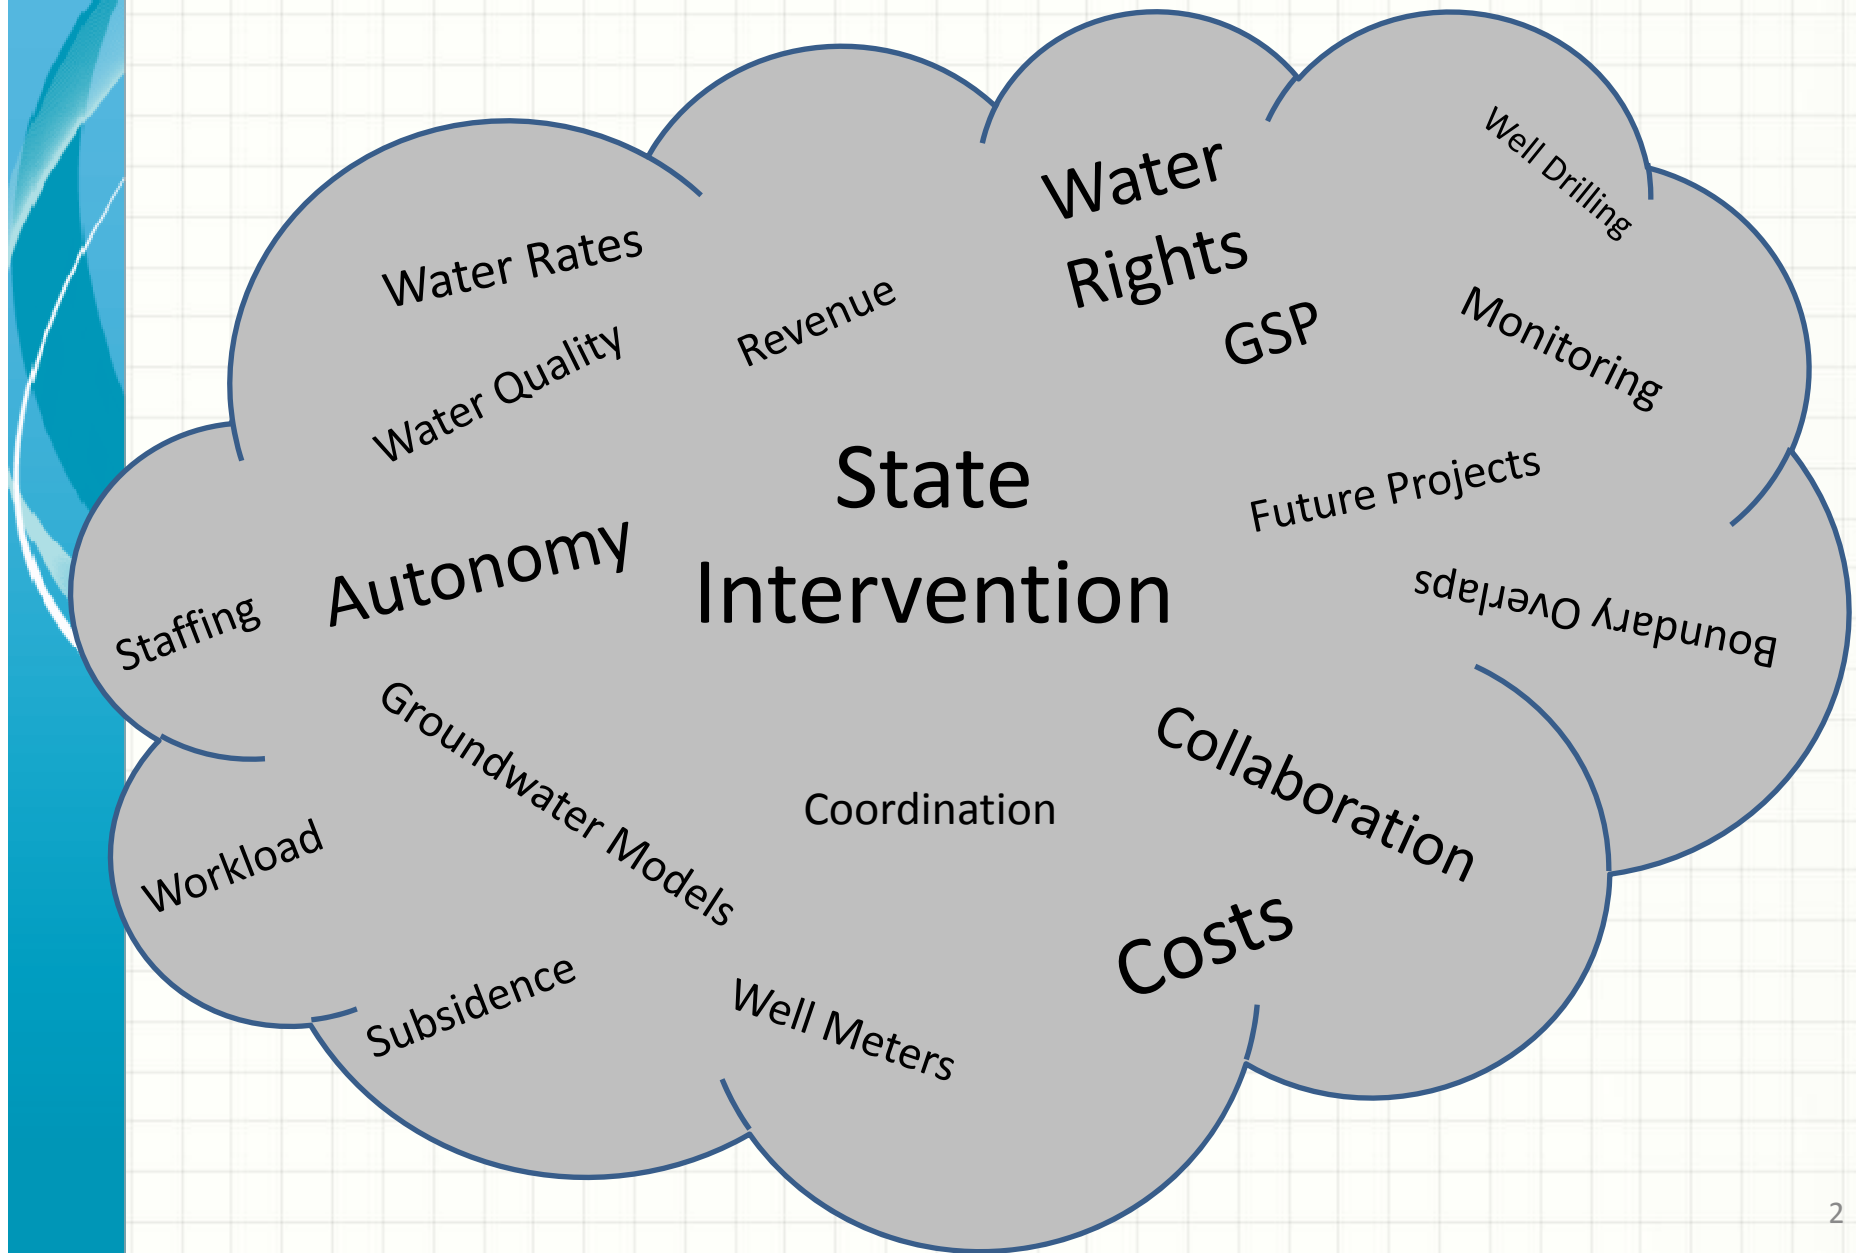 Well Drilling
Water
Rights
Water Rates
Revenue
GSP
Monitoring
Water Quality
State
Intervention
Future Projects
Autonomy
Boundary Overlaps
Staffing
Groundwater Models
Collaboration
Coordination
Workload
Costs
Subsidence
Well Meters
2